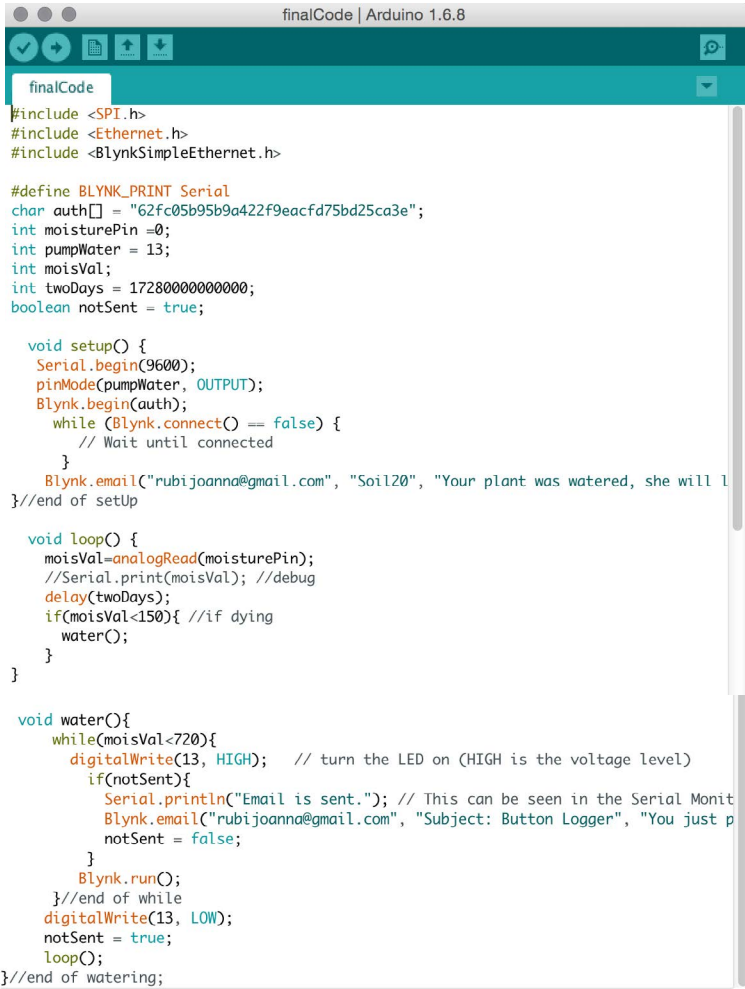 finalCode | Arduino 1.6.8
finalCode
#include <SPI.h>
#include <Ethernet.h>
#include <BlynkSimpleEthernet.h>
#define BLYNK_PRINT Serial
char auth[] = "62fc05b95b9a422f9eacfd75bd25ca3e";
int moisturePin =0;
int pumpWater = 13;
int moisVal;
int twoDays = 17280000000000;
boolean notSent = true;
void setup() {
Serial.begin(9600);
pinMode(pumpWater, OUTPUT);
Blynk.begin(auth);
while (Blynk.connect() == false) {
// Wait until connected
}
Blynk.email("rubijoanna@gmail.com", "Soil20", "Your plant was watered, she will l
}//end of setUp
void loop() {
moisVal=analogRead(moisturePin);
//Serial.print(moisVal); //debug
delay(twoDays);
if(moisVal<150){ //if dying
water();
}
}
void water(){
while(moisVal<720){
digitalWrite(13, HIGH);   // turn the LED on (HIGH is the voltage level)
if(notSent){
Serial.println("Email is sent."); // This can be seen in the Serial Monit
Blynk.email("rubijoanna@gmail.com", "Subject: Button Logger", "You just p
notSent = false;
}
Blynk.run();
}//end of while
digitalWrite(13, LOW);
notSent = true;
loop();
}//end of watering;